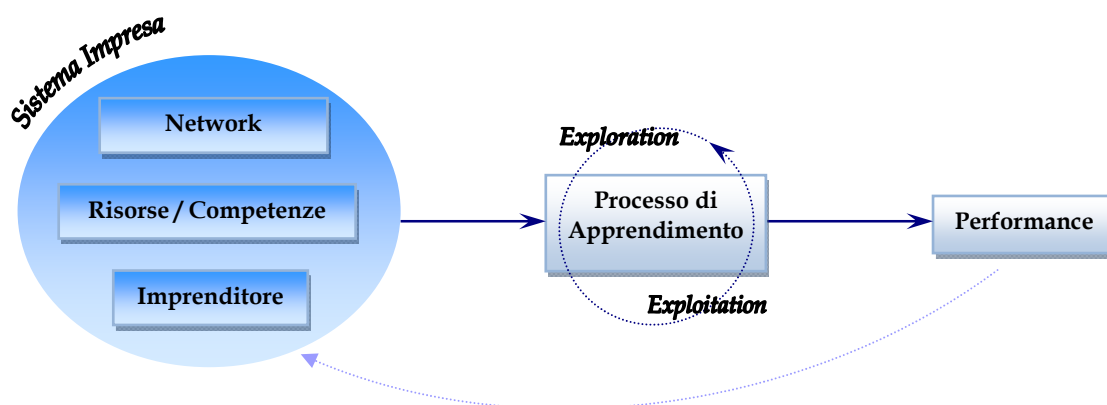 Sistema Impresa
Network
Risorse / Competenze
Imprenditore
Exploration
Processo di
Apprendimento
Exploitation
Performance